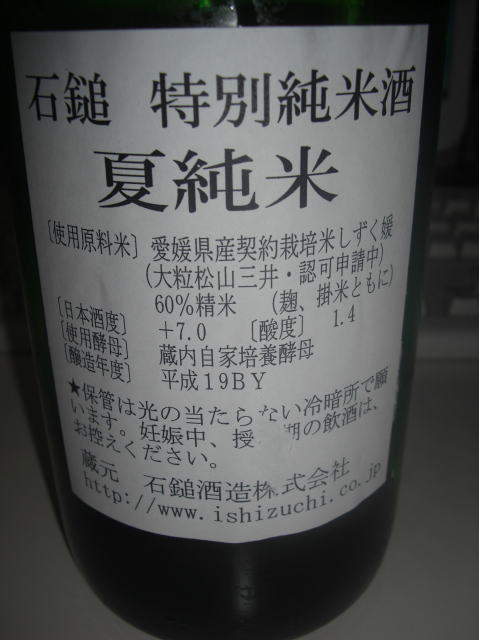 石鎚 特別純米酒
夏純米
〔使用原料米〕 愛媛県産契約栽培米しずく媛
(大粒松山三井・認可申請中)
60%精米 (麹、掛米ともに)
〔日本酒度〕 +7.0 〔酸度〕 1.4
〔使用酵母〕 蔵内自家培養酵母
〔醸造年度〕 平成19BY
★保管は光の当たらない冷暗所で願
います。妊娠中、授 期の飲酒は、
お控えください。
蔵元 石鎚酒造株式会社
http://www.ishizuchi.co.jp